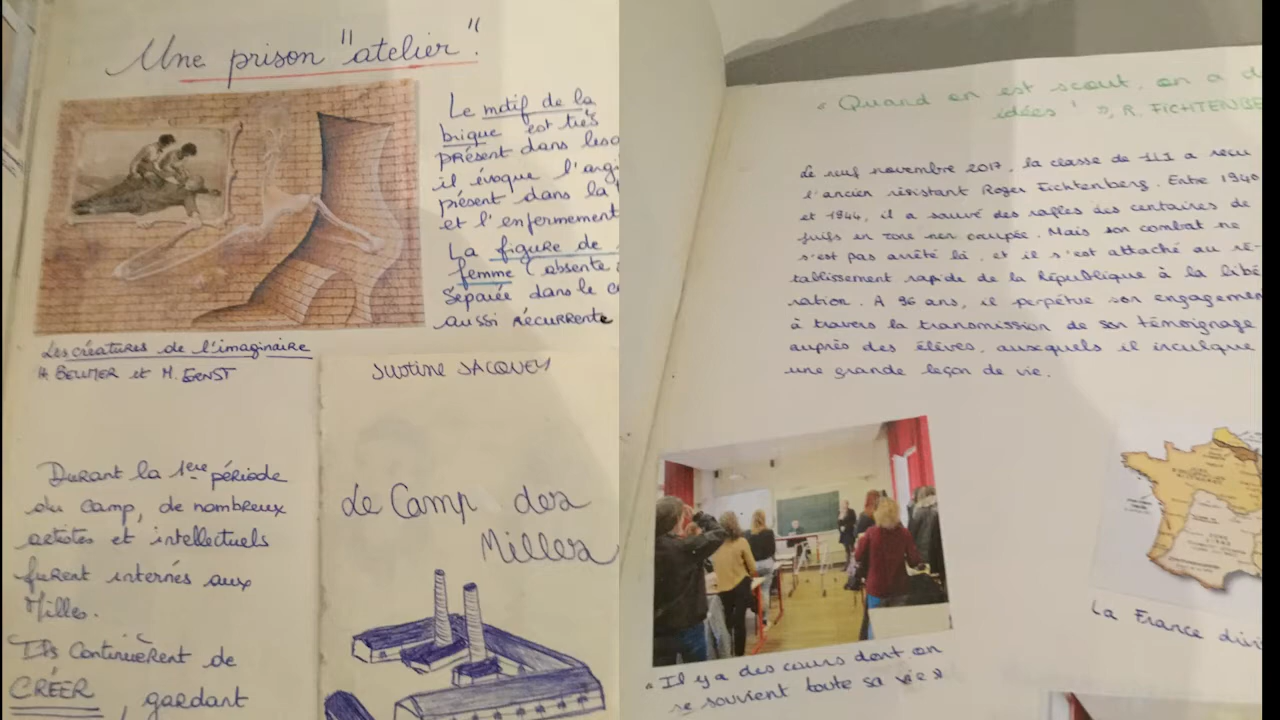 Une prison "atelier".
Le motif de la
brique est très
présent dans les
il évoque l'argi
présent dans la
et l'enfermement
La figure de
femme (absente
séparée dans le c
aussi récurrente
Les créatures de l'imaginaire
H. BELLMER et M. ERNST
Durant la 1ère période
du camp, de nombreux
artistes et intellectuels
furent internés aux
Milles.
Ils continuèrent de
CRÉER, gardant
JUSTINE JACQUES
Le Camp des
Milles
« Quand on est scout, on a d
idées ! », R. FICHTENBE
Le neuf novembre 2017, la classe de 1L1 a reçu
l'ancien résistant Roger Fichtenberg. Entre 1940
et 1944, il a sauvé des rafles des centaires de
juifs en zone non occupée. Mais son combat ne
s'est pas arrêté là, et il s'est attaché au ré-
tablissement rapide de la République à la libé
ration. A 96 ans, il perpétue son engagemen
à travers la transmission de son témoignage
auprès des élèves, auxquels il inculque
une grande leçon de vie.
« Il y a des cours dont on
se souvient toute sa vie »
La France divi